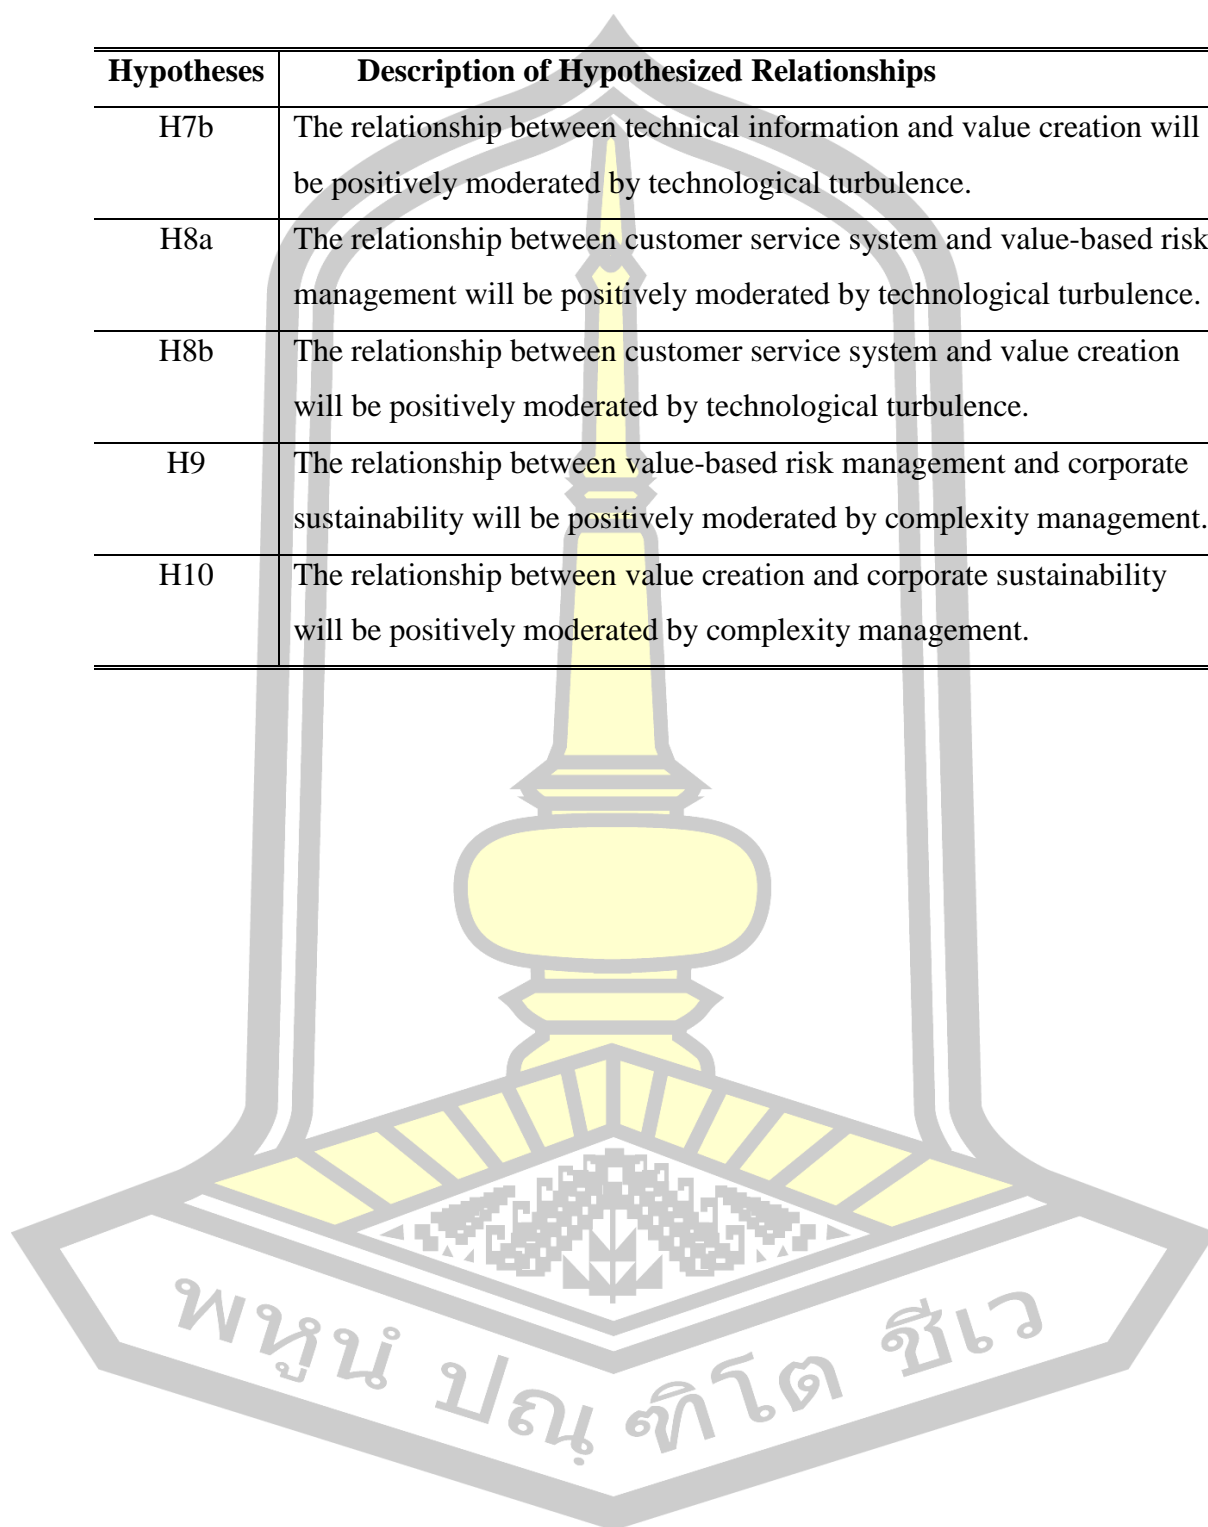 Hypotheses Description of Hypothesized Relationships
H7b The relationship between technical information and value creation will
be positively moderated by technological turbulence.
H8a The relationship between customer service system and value-based risk
management will be positively moderated by technological turbulence.
H8b The relationship between customer service system and value creation
will be positively moderated by technological turbulence.
H9 The relationship between value-based risk management and corporate
sustainability will be positively moderated by complexity management.
H10 The relationship between value creation and corporate sustainability
will be positively moderated by complexity management.
พหูนํ ปณฺฑิโต ชีเว